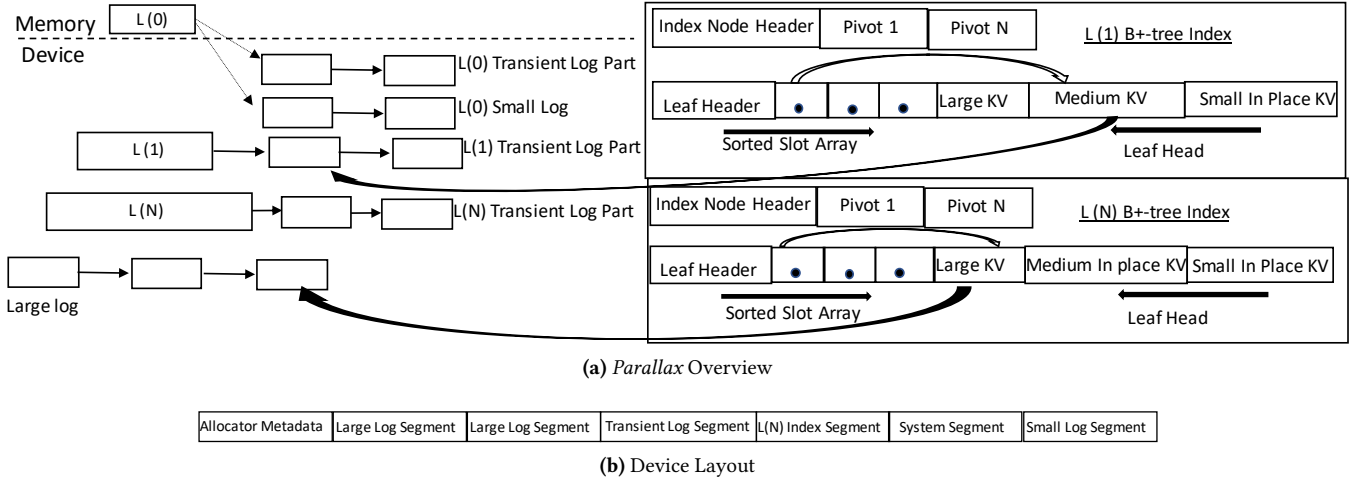 Memory
L (0)
Device
L(0) Transient Log Part
L(0) Small Log
L (1)
L(1) Transient Log Part
L (N)
L(N) Transient Log Part
Large log
Index Node Header Pivot 1 Pivot N
L (1) B+-tree Index
Leaf Header Large KV Medium KV Small In Place KV
Sorted Slot Array
Leaf Head
Index Node Header Pivot 1 Pivot N
L (N) B+-tree Index
Leaf Header Large KV Medium In place KV Small In Place KV
Sorted Slot Array
Leaf Head
(a) Parallax Overview
Allocator Metadata Large Log Segment Large Log Segment Transient Log Segment L(N) Index Segment System Segment Small Log Segment
(b) Device Layout